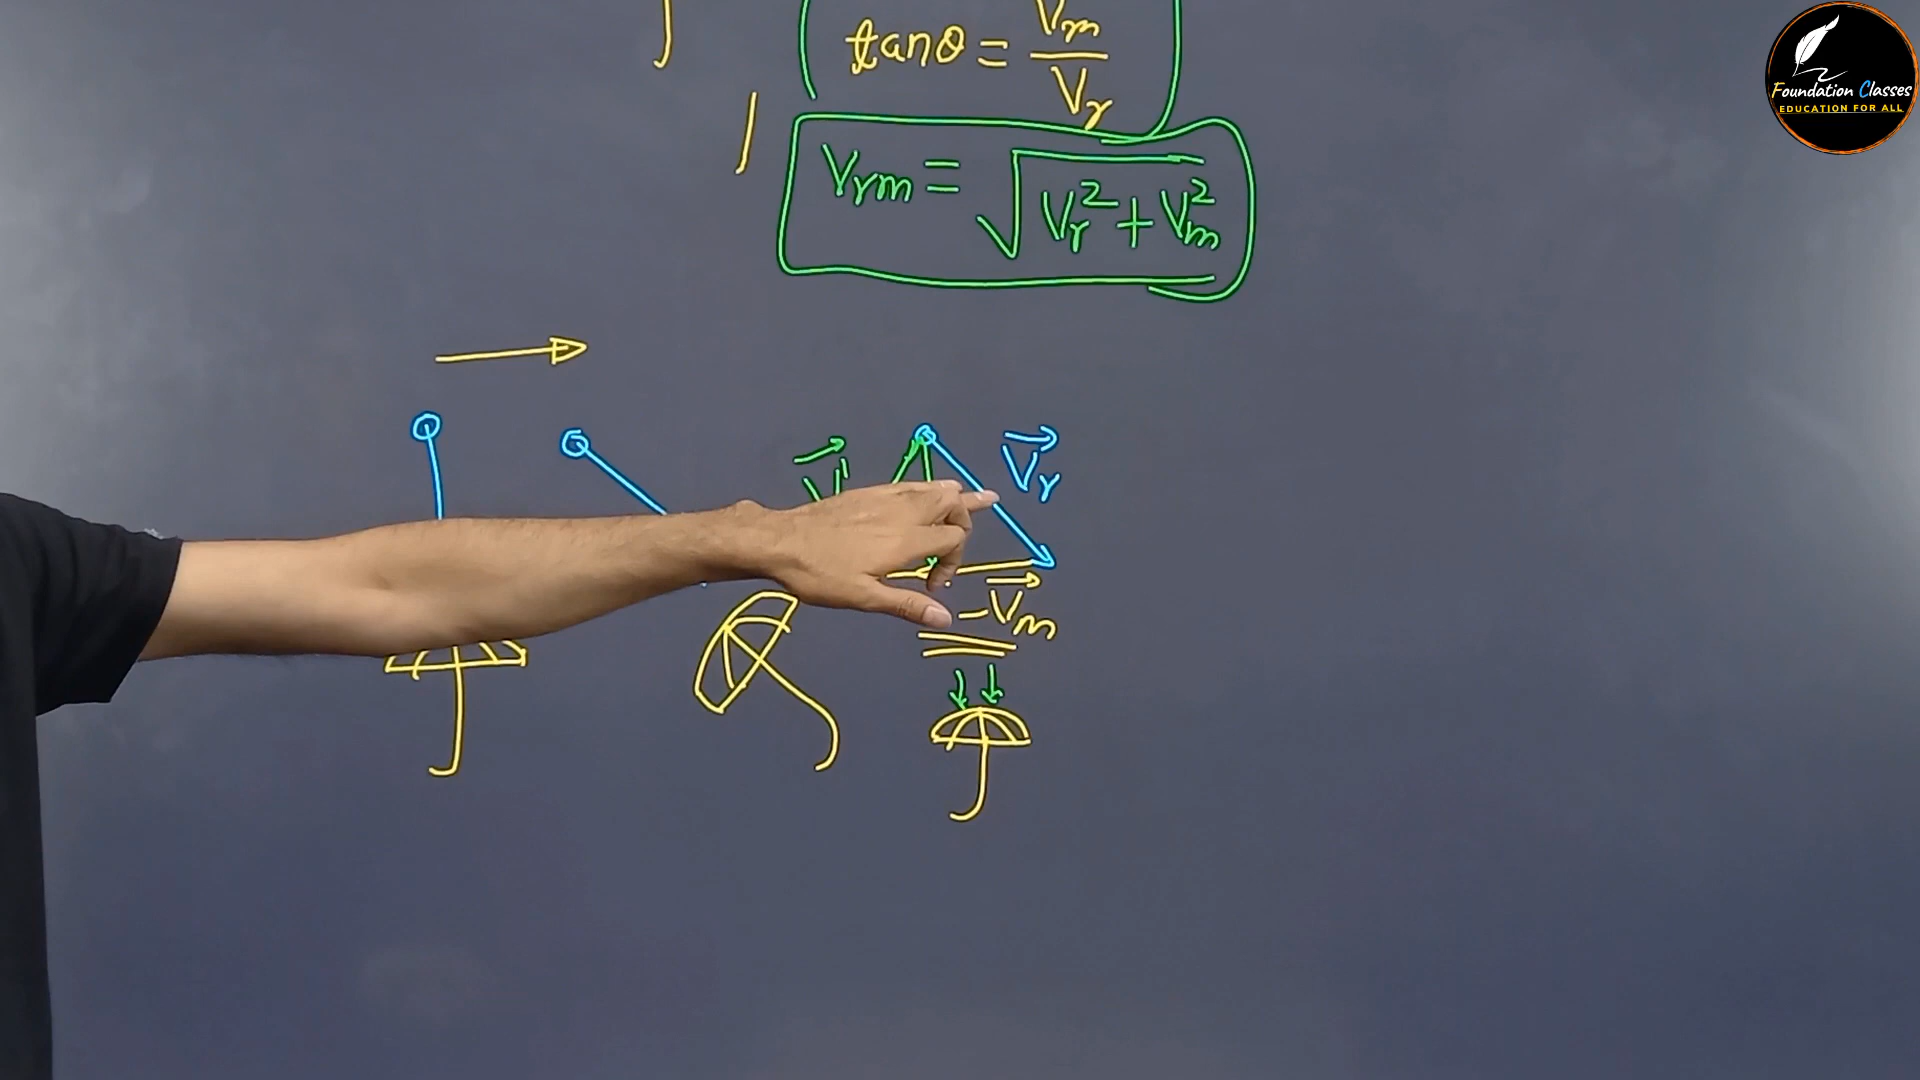 tanθ = Vm/Vr
Vrm = √(Vr² + Vm²)
V'
Vr
-Vm
Foundation Classes
EDUCATION FOR ALL